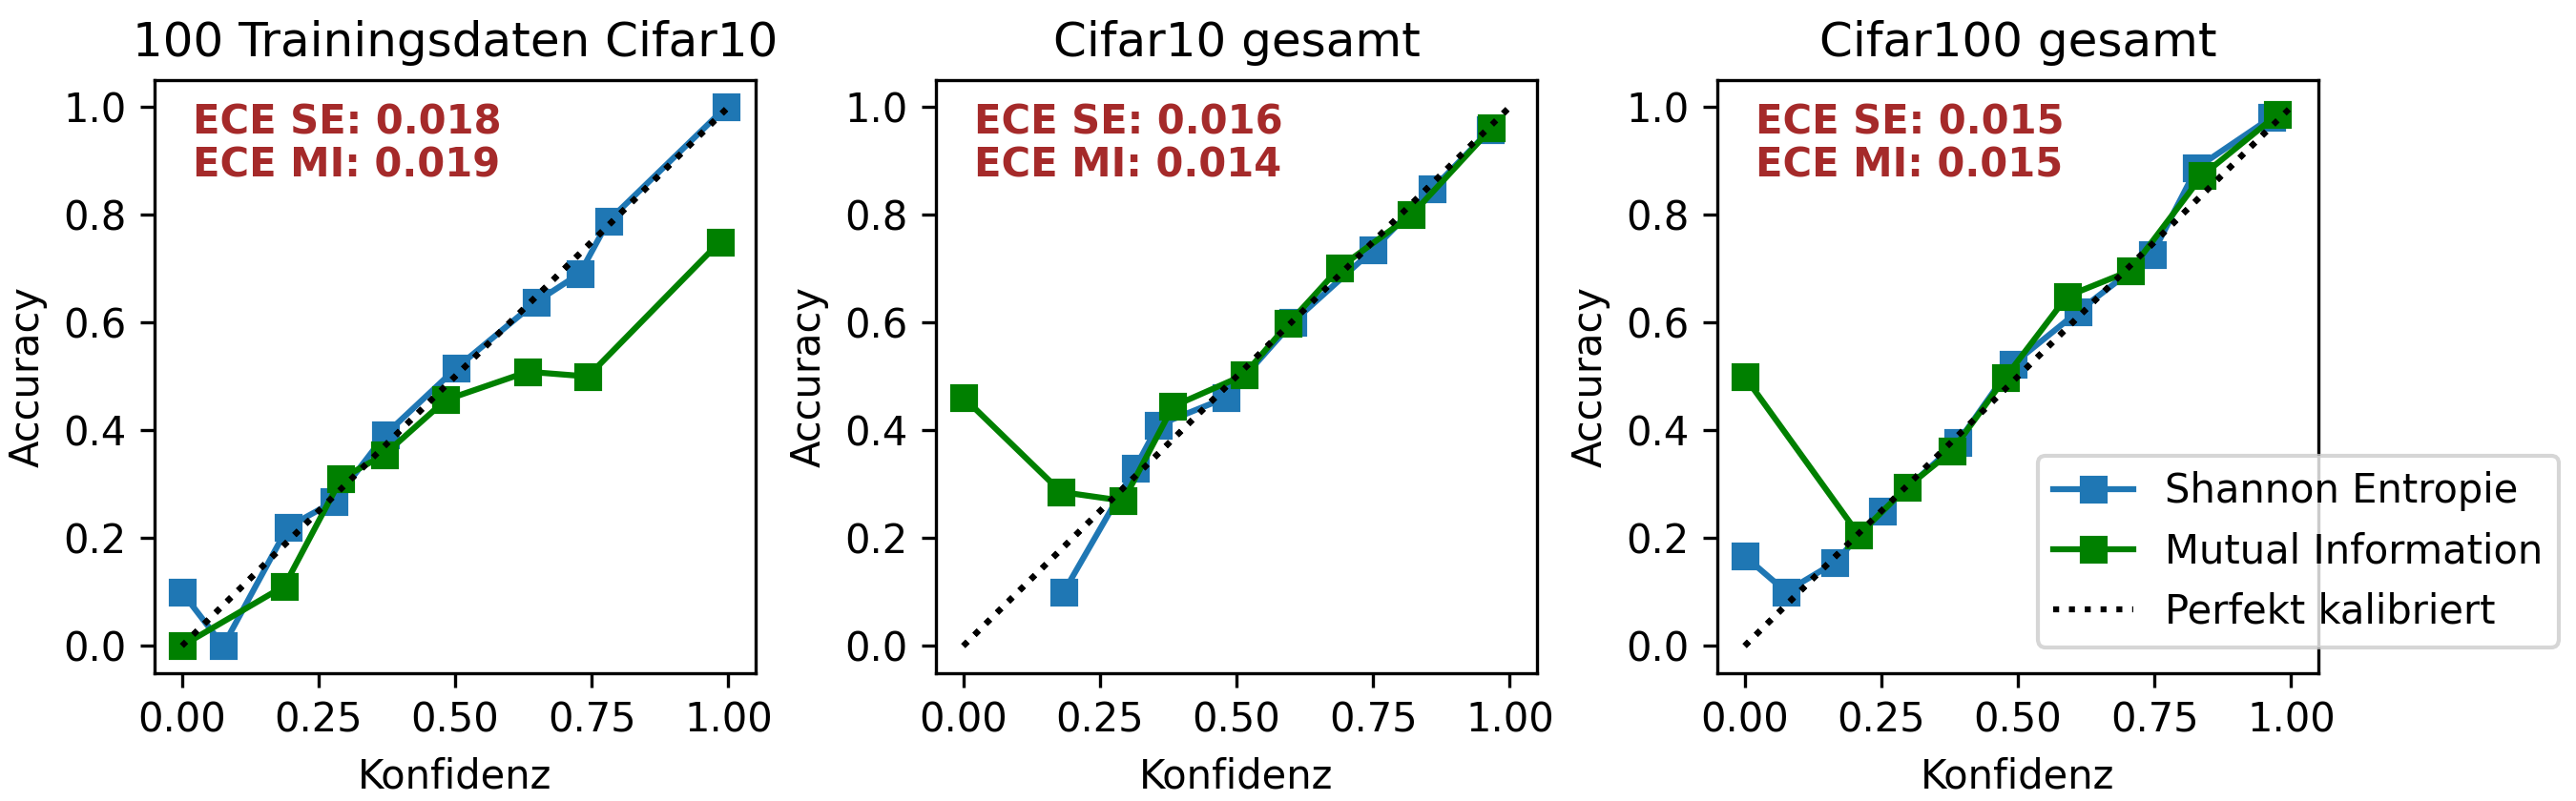 100 Trainingsdaten Cifar10
ECE SE: 0.018
ECE MI: 0.019
1.0
0.8
0.6
0.4
0.2
0.0
Accuracy
0.00 0.25 0.50 0.75 1.00
Konfidenz
Cifar10 gesamt
ECE SE: 0.016
ECE MI: 0.014
1.0
0.8
0.6
0.4
0.2
0.0
Accuracy
0.00 0.25 0.50 0.75 1.00
Konfidenz
Cifar100 gesamt
ECE SE: 0.015
ECE MI: 0.015
1.0
0.8
0.6
0.4
0.2
0.0
Accuracy
0.00 0.25 0.50 0.75 1.00
Konfidenz
Shannon Entropie
Mutual Information
Perfekt kalibriert